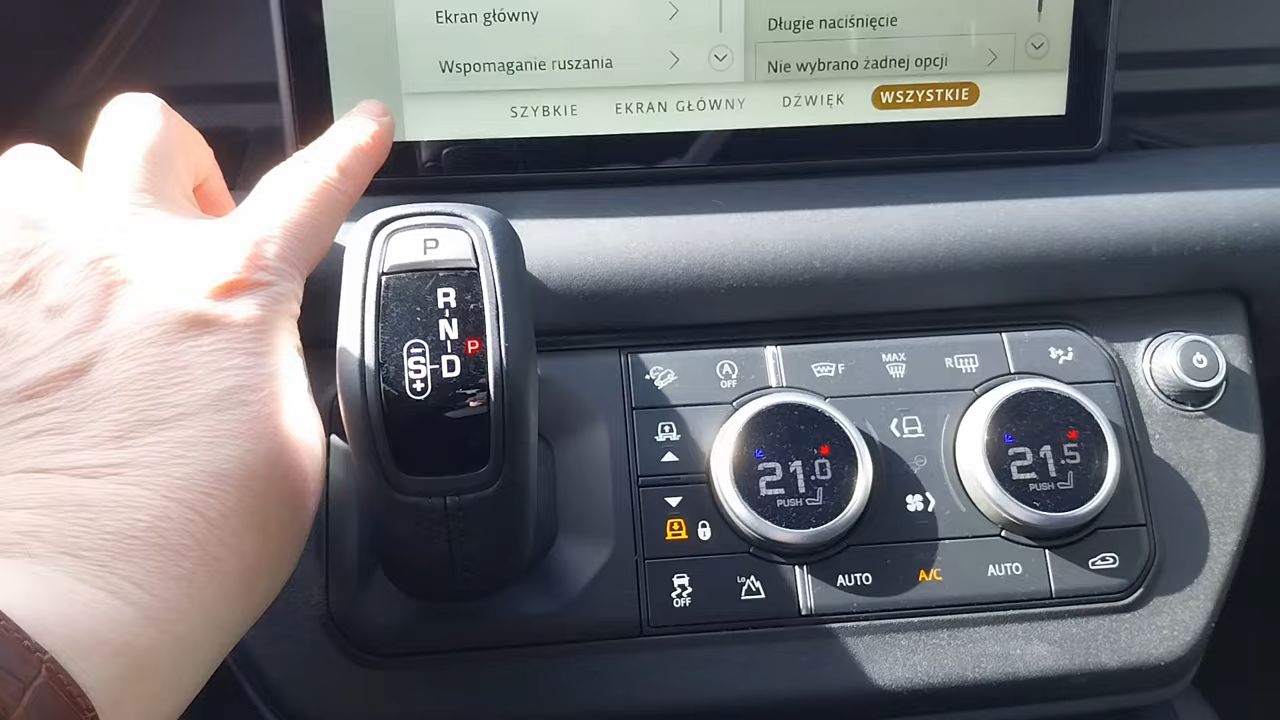 Ekran główny
Wspomaganie ruszania
Długie naciśnięcie
Nie wybrano żadnej opcji
SZYBKIE
EKRAN GŁÓWNY
DŹWIĘK
WSZYSTKIE
P
R
N
P
S
D
A
OFF
F
MAX
R
21.0
PUSH
21.5
PUSH
OFF
Lo
AUTO
A/C
AUTO